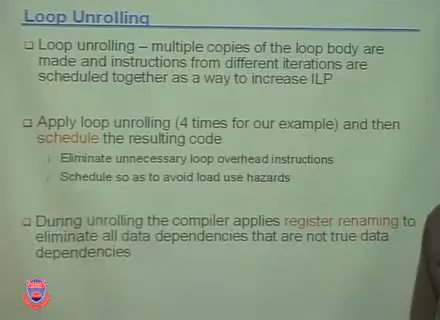 Loop Unrolling
Loop unrolling – multiple copies of the loop body are
made and instructions from different iterations are
scheduled together as a way to increase ILP
Apply loop unrolling (4 times for our example) and then
schedule the resulting code
Eliminate unnecessary loop overhead instructions
Schedule so as to avoid load use hazards
During unrolling the compiler applies register renaming to
eliminate all data dependencies that are not true data
dependencies